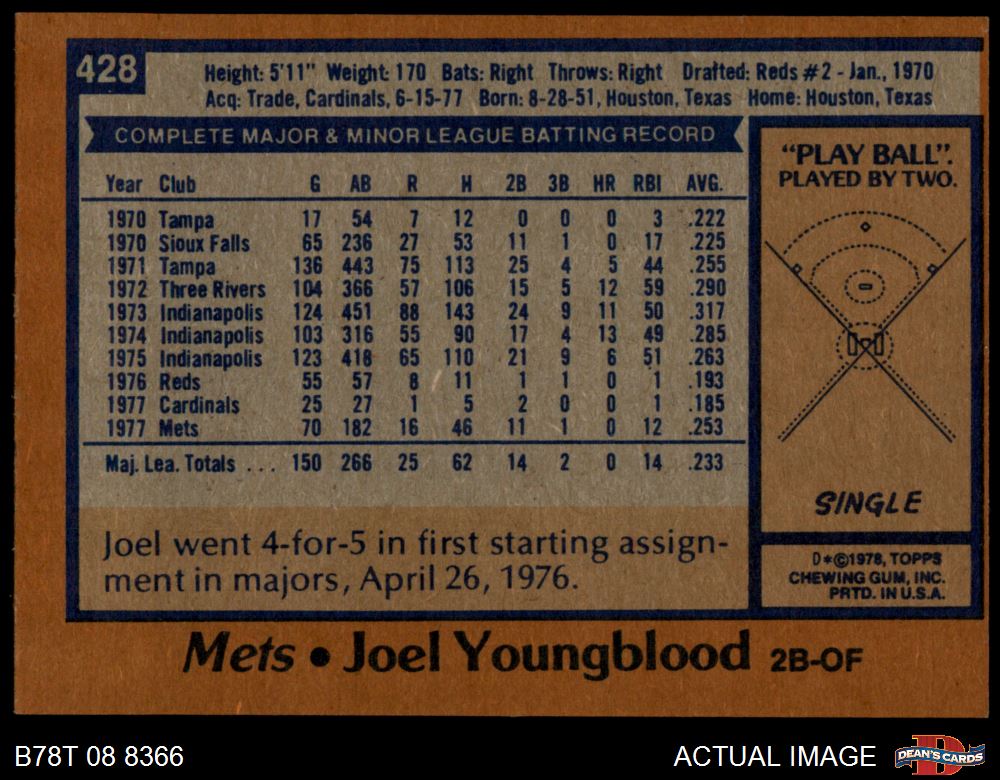 428
Height: 5'11" Weight: 170 Bats: Right Throws: Right Drafted: Reds #2 - Jan., 1970
Acq: Trade, Cardinals, 6-15-77 Born: 8-28-51, Houston, Texas Home: Houston, Texas
COMPLETE MAJOR & MINOR LEAGUE BATTING RECORD
Year Club G AB R H 2B 3B HR RBI AVG.
1970 Tampa 17 54 7 12 0 0 0 3 .222
1970 Sioux Falls 65 236 27 53 11 1 0 17 .225
1971 Tampa 136 443 75 113 25 4 5 44 .255
1972 Three Rivers 104 366 57 106 15 5 12 59 .290
1973 Indianapolis 124 451 88 143 24 9 11 50 .317
1974 Indianapolis 103 316 55 90 17 4 13 49 .285
1975 Indianapolis 123 418 65 110 21 9 6 51 .263
1976 Reds 55 57 8 11 1 1 0 1 .193
1977 Cardinals 25 27 1 5 2 0 0 1 .185
1977 Mets 70 182 16 46 11 1 0 12 .253
Maj. Lea. Totals ... 150 266 25 62 14 2 0 14 .233
Joel went 4-for-5 in first starting assign-
ment in majors, April 26, 1976.
"PLAY BALL".
PLAYED BY TWO.
SINGLE
D*©1978, TOPPS
CHEWING GUM, INC.
PRTD. IN U.S.A.
Mets • Joel Youngblood 2B-OF
B78T 08 8366
ACTUAL IMAGE
D
DEAN'S CARDS